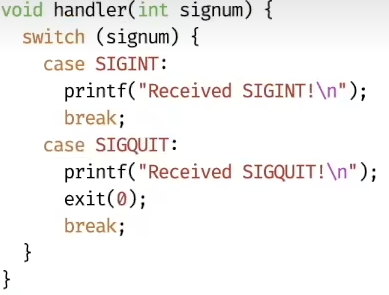 void handler(int signum) {
  switch (signum) {
    case SIGINT:
      printf("Received SIGINT!\n");
      break;
    case SIGQUIT:
      printf("Received SIGQUIT!\n");
      exit(0);
      break;
  }
}